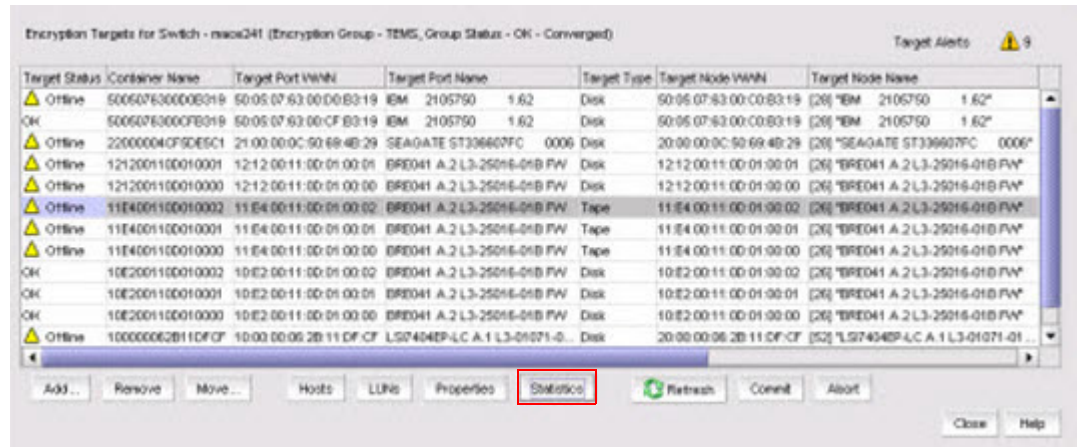 Encryption Targets for Switch - mace241 (Encryption Group - TEMS, Group Status - OK - Converged)
Target Alerts 9
Target Status Container Name Target Port WWN Target Port Name Target Type Target Node WWN Target Node Name
Offline 5005076300D0B319 50:05:07:63:00:D0:B3:19 IBM 2105750 1.62 Disk 50:05:07:63:00:C0:B3:19 [28] "IBM 2105750 1.62"
OK 5005076300CFB319 50:05:07:63:00:CF:B3:19 IBM 2105750 1.62 Disk 50:05:07:63:00:C0:B3:19 [28] "IBM 2105750 1.62"
Offline 22000004CF5DE5C1 21:00:00:0C:50:69:4B:29 SEAGATE ST336607FC 0006 Disk 20:00:00:0C:50:69:4B:29 [28] "SEAGATE ST336607FC 0006"
Offline 121200110D010001 12:12:00:11:0D:01:00:01 BRE041 A.2 L3-25016-01B FW Disk 12:12:00:11:0D:01:00:01 [26] "BRE041 A.2 L3-25016-01B FW"
Offline 121200110D010000 12:12:00:11:0D:01:00:00 BRE041 A.2 L3-25016-01B FW Disk 12:12:00:11:0D:01:00:00 [26] "BRE041 A.2 L3-25016-01B FW"
Offline 11E400110D010002 11:E4:00:11:0D:01:00:02 BRE041 A.2 L3-25016-01B FW Tape 11:E4:00:11:0D:01:00:02 [26] "BRE041 A.2 L3-25016-01B FW"
Offline 11E400110D010001 11:E4:00:11:0D:01:00:01 BRE041 A.2 L3-25016-01B FW Tape 11:E4:00:11:0D:01:00:01 [26] "BRE041 A.2 L3-25016-01B FW"
Offline 11E400110D010000 11:E4:00:11:0D:01:00:00 BRE041 A.2 L3-25016-01B FW Tape 11:E4:00:11:0D:01:00:00 [26] "BRE041 A.2 L3-25016-01B FW"
OK 10E200110D010002 10:E2:00:11:0D:01:00:02 BRE041 A.2 L3-25016-01B FW Disk 10:E2:00:11:0D:01:00:02 [26] "BRE041 A.2 L3-25016-01B FW"
OK 10E200110D010001 10:E2:00:11:0D:01:00:01 BRE041 A.2 L3-25016-01B FW Disk 10:E2:00:11:0D:01:00:01 [26] "BRE041 A.2 L3-25016-01B FW"
OK 10E200110D010000 10:E2:00:11:0D:01:00:00 BRE041 A.2 L3-25016-01B FW Disk 10:E2:00:11:0D:01:00:00 [26] "BRE041 A.2 L3-25016-01B FW"
Offline 100000062B11DFCF 10:00:00:06:2B:11:DF:CF LSI7404EP-LC A.1 L3-01071-0... Disk 20:00:00:06:2B:11:CF:CF [52] "LSI7404EP-LC A.1 L3-01071-01 ...
Add... Remove Move... Hosts LUNs Properties Statistics Refresh Commit Abort
Close Help